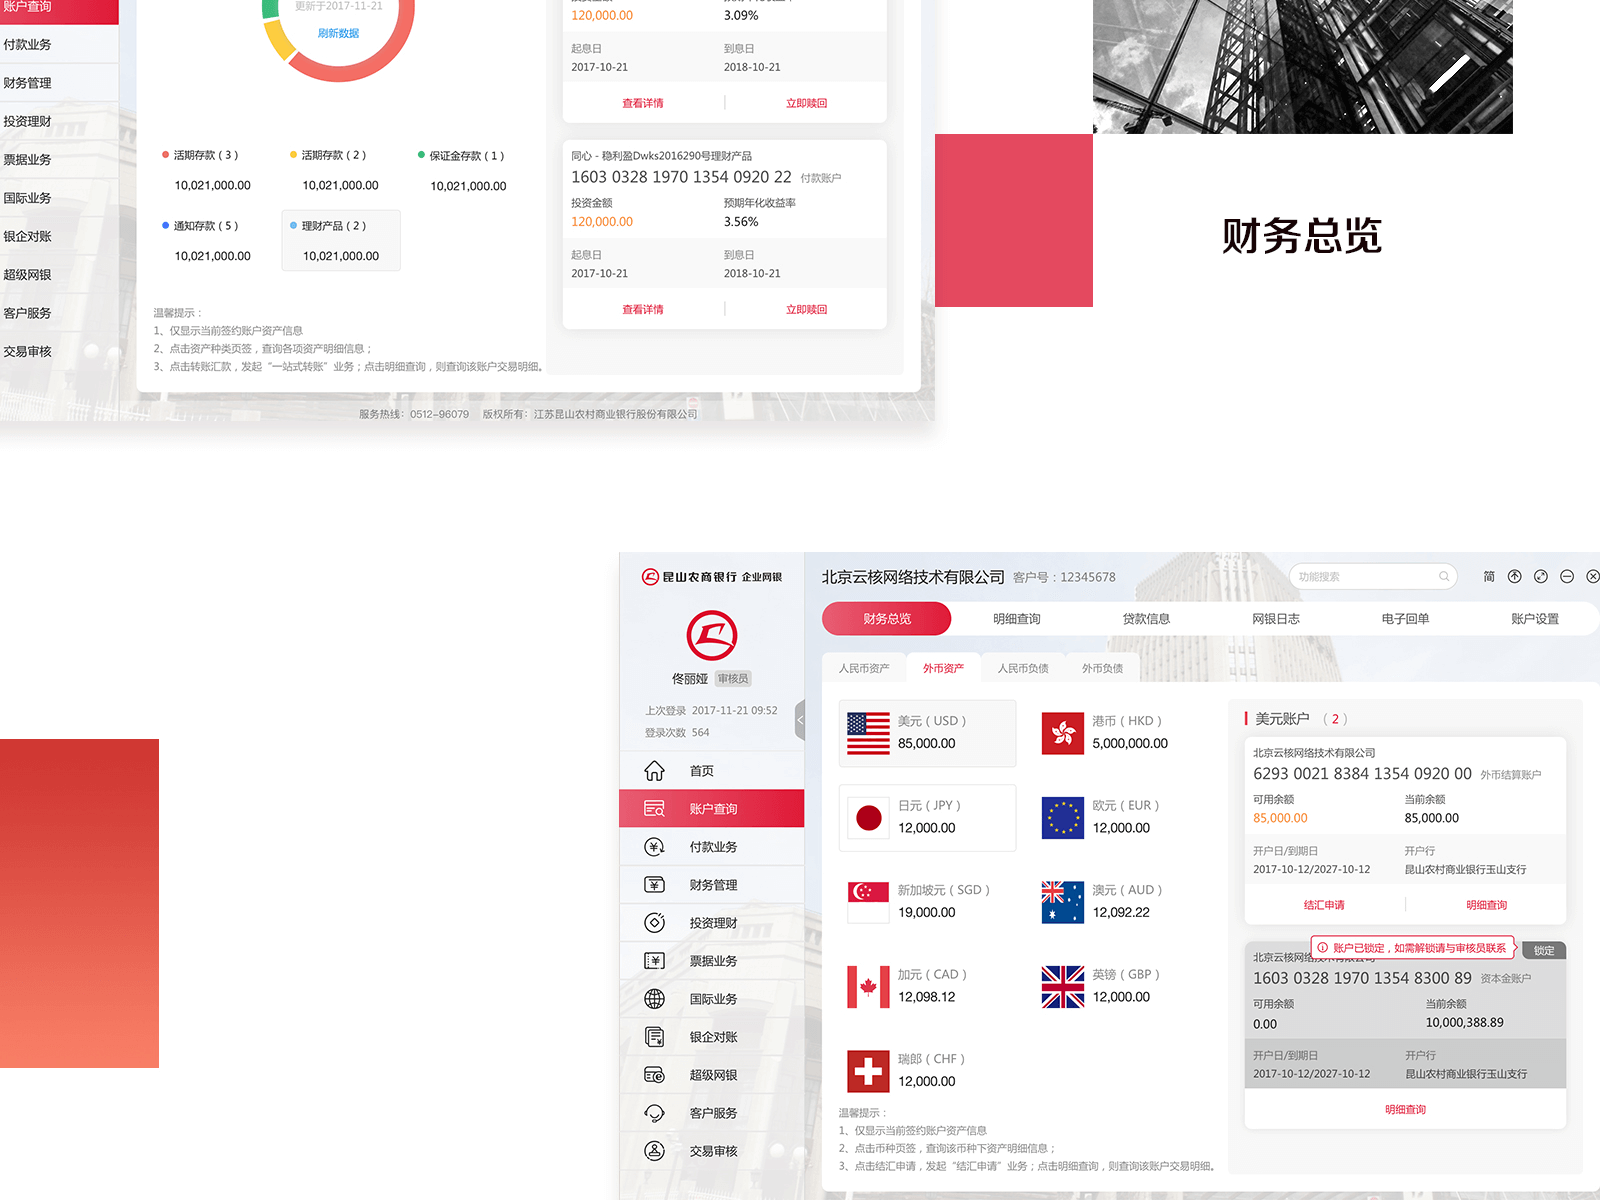 账户查询
付款业务
财务管理
投资理财
票据业务
国际业务
银企对账
超级网银
客户服务
交易审核
更新于2017-11-21
刷新数据
活期存款 ( 3 )
10,021,000.00
活期存款 ( 2 )
10,021,000.00
保证金存款 ( 1 )
10,021,000.00
通知存款 ( 5 )
10,021,000.00
理财产品 ( 2 )
10,021,000.00
温馨提示：
1、仅显示当前签约账户资产信息
2、点击资产种类页签，查询各项资产明细信息；
3、点击转账汇款，发起“一站式转账”业务；点击明细查询，则查询该账户交易明细。
120,000.00 3.09%
起息日 到息日
2017-10-21 2018-10-21
查看详情 立即赎回
同心 - 稳利盈Dwks2016290号理财产品
1603 0328 1970 1354 0920 22 付款账户
投资金额 预期年化收益率
120,000.00 3.56%
起息日 到息日
2017-10-21 2018-10-21
查看详情 立即赎回
服务热线：0512-96079 版权所有：江苏昆山农村商业银行股份有限公司
财务总览
昆山农商银行 企业网银
佟丽娅 审核员
上次登录 2017-11-21 09:52
登录次数 564
首页
账户查询
付款业务
财务管理
投资理财
票据业务
国际业务
银企对账
超级网银
客户服务
交易审核
北京云核网络技术有限公司 客户号：12345678
功能搜索
简
财务总览 明细查询 贷款信息 网银日志 电子回单 账户设置
人民币资产 外币资产 人民币负债 外币负债
美元 ( USD )
85,000.00
港币 ( HKD )
5,000,000.00
日元 ( JPY )
12,000.00
欧元 ( EUR )
12,000.00
新加坡元 ( SGD )
19,000.00
澳元 ( AUD )
12,092.22
加元 ( CAD )
12,098.12
英镑 ( GBP )
12,000.00
瑞郎 ( CHF )
12,000.00
温馨提示：
1、仅显示当前签约账户资产信息
2、点击币种页签，查询该币种下资产明细信息；
3、点击结汇申请，发起“结汇申请”业务；点击明细查询，则查询该账户交易明细。
美元账户 ( 2 )
北京云核网络技术有限公司
6293 0021 8384 1354 0920 00 外币结算账户
可用余额 当前余额
85,000.00 85,000.00
开户日/到期日 开户行
2017-10-12/2027-10-12 昆山农村商业银行玉山支行
结汇申请 明细查询
账户已锁定，如需解锁请与审核员联系
锁定
北京云核网络技术有限公司
1603 0328 1970 1354 8300 89 资本金账户
可用余额 当前余额
0.00 10,000,388.89
开户日/到期日 开户行
2017-10-12/2027-10-12 昆山农村商业银行玉山支行
明细查询